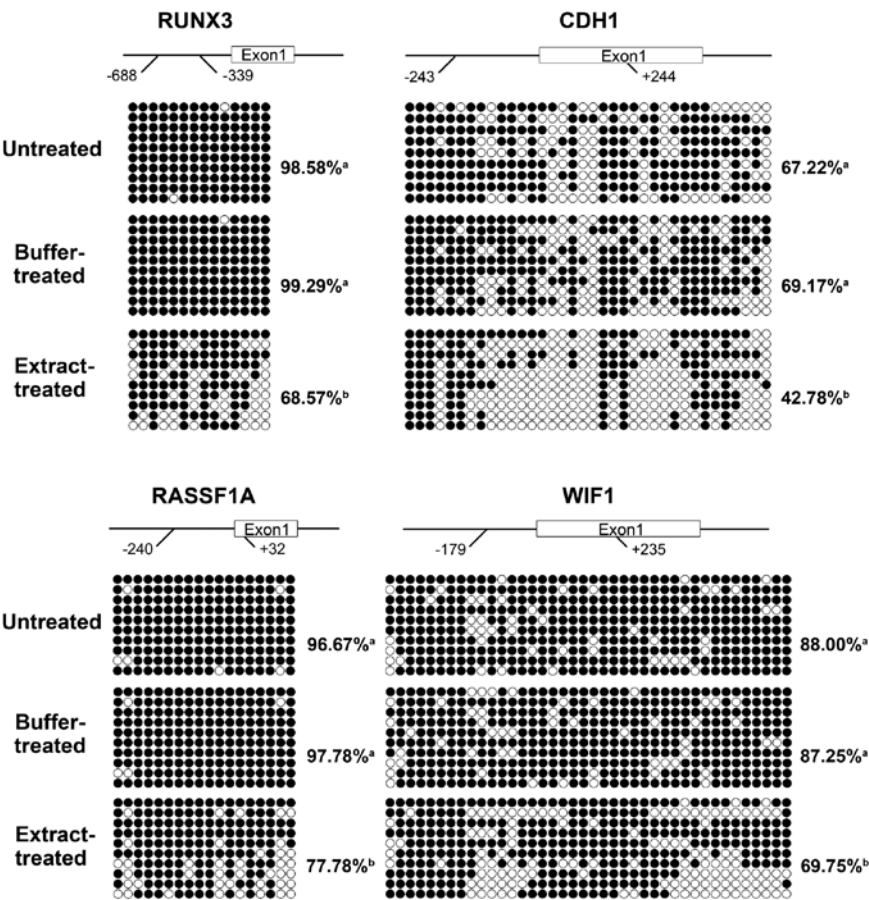 RUNX3
Exon1
-688
-339
CDH1
Exon1
-243
+244
Untreated
98.58%ᵃ
67.22%ᵃ
Buffer-
treated
99.29%ᵃ
69.17%ᵃ
Extract-
treated
68.57%ᵇ
42.78%ᵇ
RASSF1A
Exon1
-240
+32
WIF1
Exon1
-179
+235
Untreated
96.67%ᵃ
88.00%ᵃ
Buffer-
treated
97.78%ᵃ
87.25%ᵃ
Extract-
treated
77.78%ᵇ
69.75%ᵇ